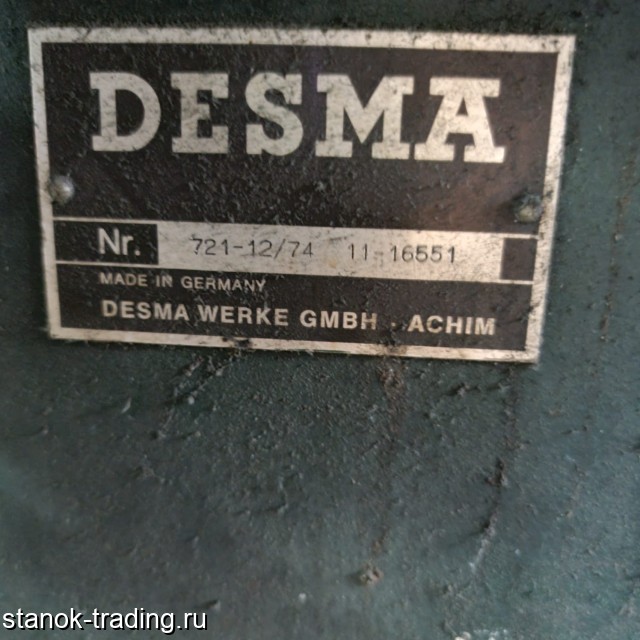 DESMA
Nr. 721-12/74 11-16551
MADE IN GERMANY
DESMA WERKE GMBH · ACHIM
stanok-trading.ru